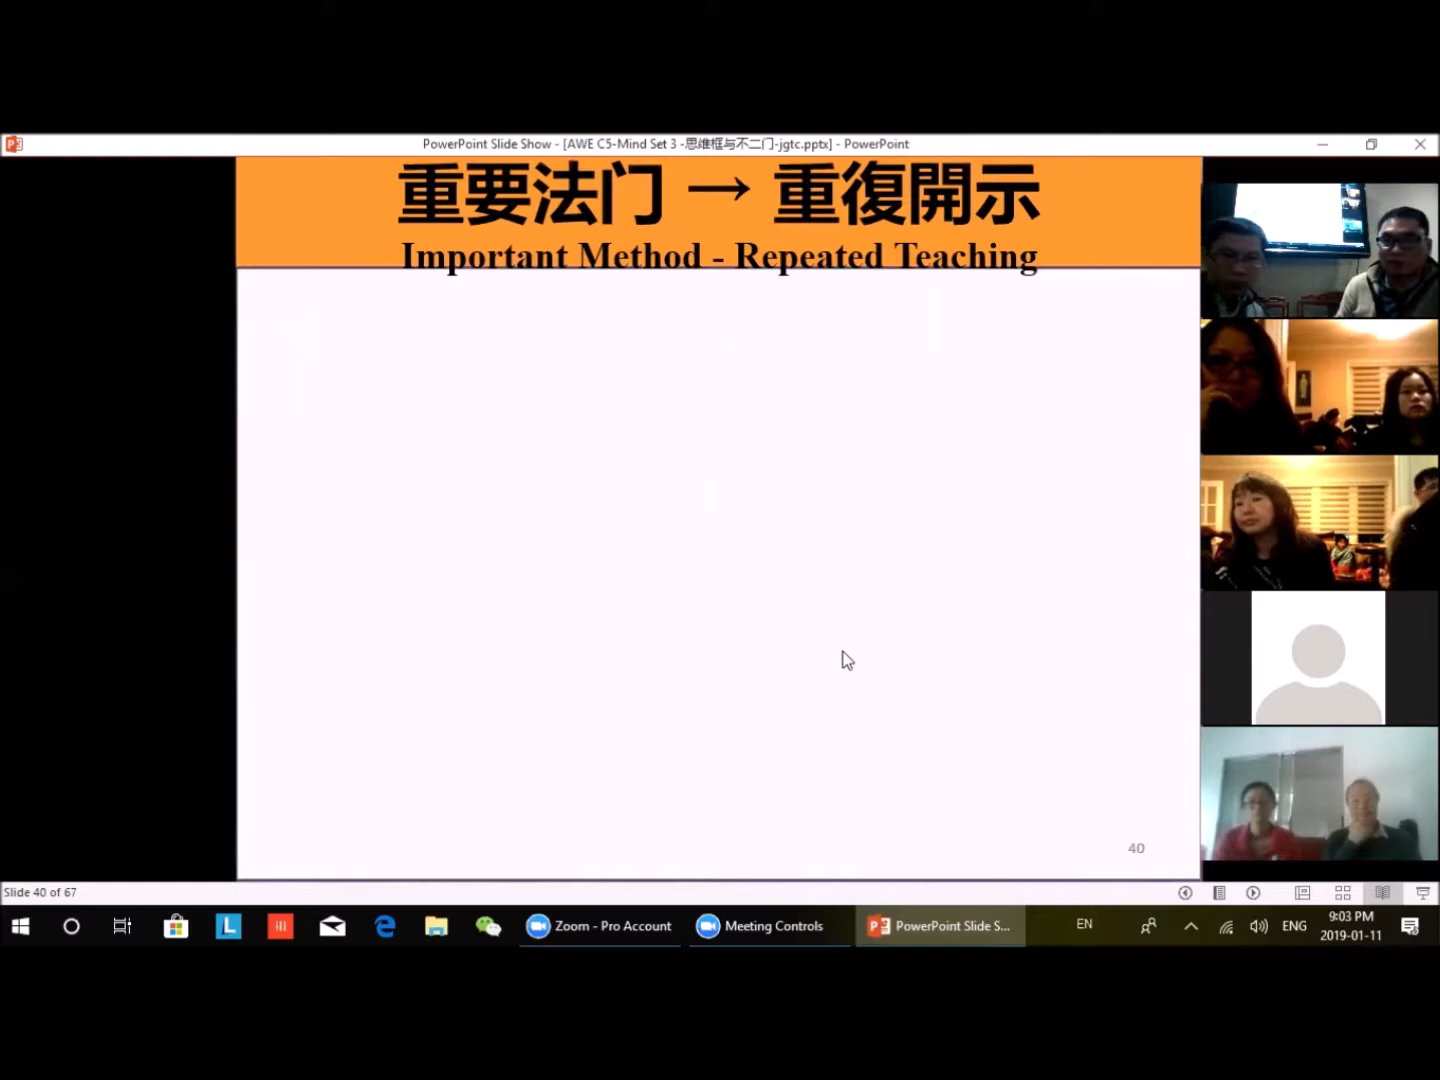 PowerPoint Slide Show - [AWE C5-Mind Set 3 -思维框与不二门-jgtc.pptx] - PowerPoint
重要法门 → 重復開示
Important Method - Repeated Teaching
40
Slide 40 of 67
L
Zoom - Pro Account
Meeting Controls
PowerPoint Slide S...
EN
ENG
9:03 PM
2019-01-11